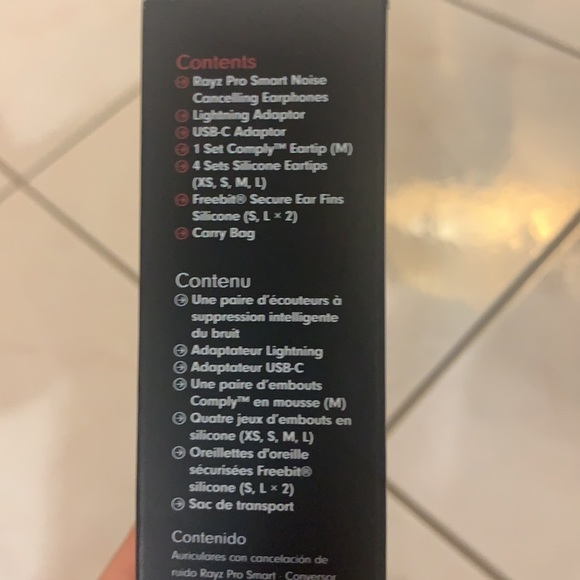 Contents
Rayz Pro Smart Noise
Cancelling Earphones
Lightning Adaptor
USB-C Adaptor
1 Set Comply™ Eartip (M)
4 Sets Silicone Eartips
(XS, S, M, L)
Freebit® Secure Ear Fins
Silicone (S, L × 2)
Carry Bag
Contenu
Une paire d'écouteurs à
suppression intelligente
du bruit
Adaptateur Lightning
Adaptateur USB-C
Une paire d'embouts
Comply™ en mousse (M)
Quatre jeux d'embouts en
silicone (XS, S, M, L)
Oreillettes d'oreille
sécurisées Freebit®
silicone (S, L × 2)
Sac de transport
Contenido
Auriculares con cancelación de
ruido Rayz Pro Smart · Conversor